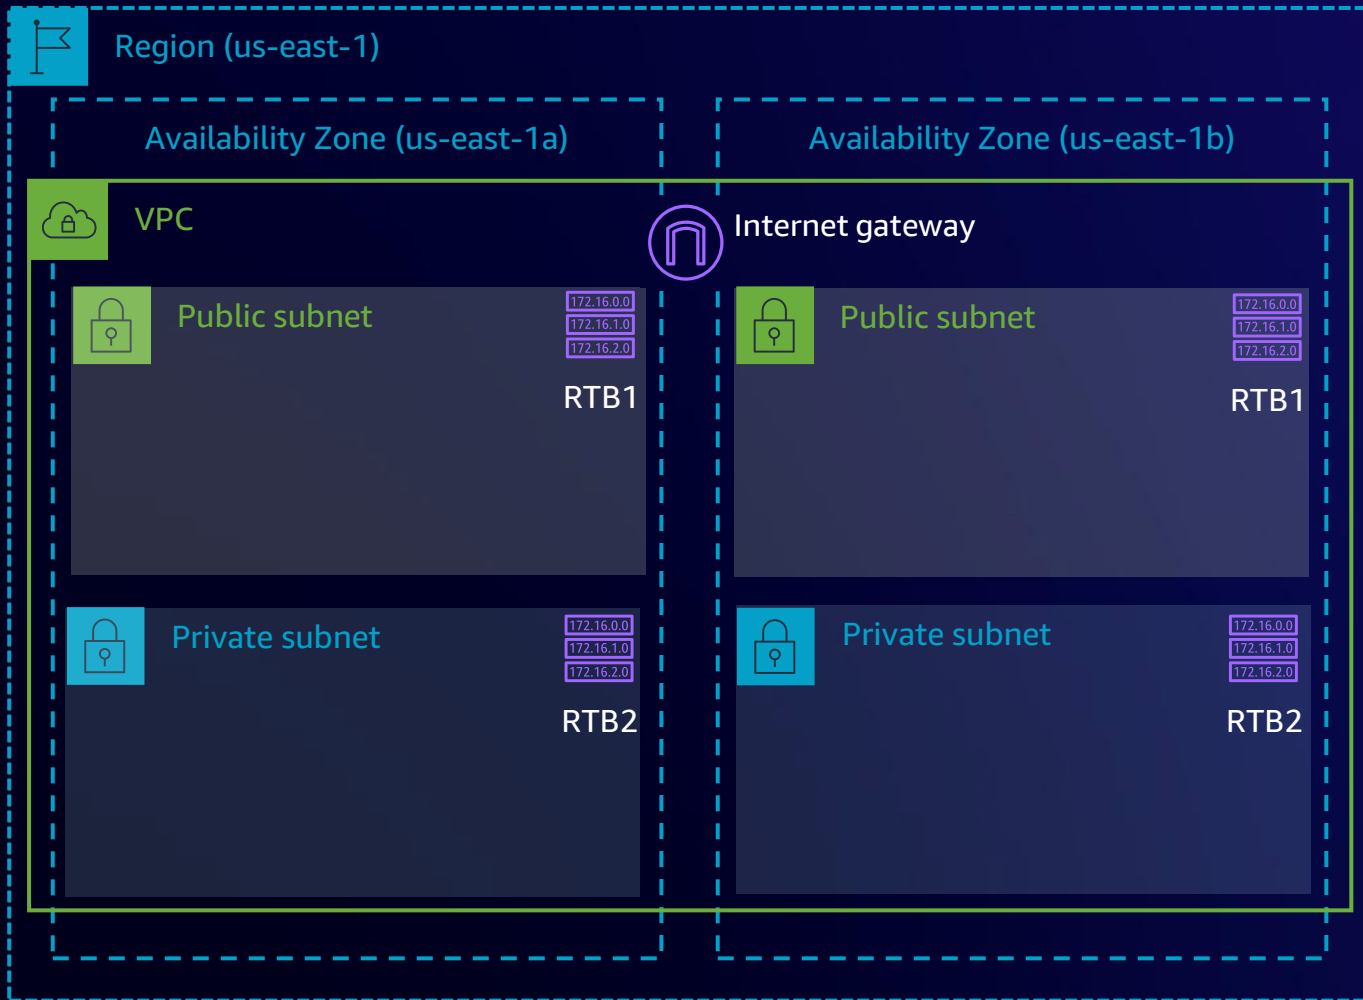 Region (us-east-1)
Availability Zone (us-east-1a)
Availability Zone (us-east-1b)
VPC
Internet gateway
Public subnet
172.16.0.0
172.16.1.0
172.16.2.0
RTB1
Public subnet
172.16.0.0
172.16.1.0
172.16.2.0
RTB1
Private subnet
172.16.0.0
172.16.1.0
172.16.2.0
RTB2
Private subnet
172.16.0.0
172.16.1.0
172.16.2.0
RTB2